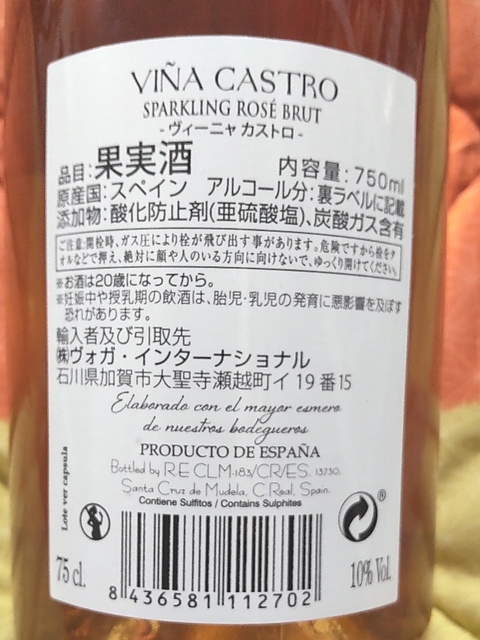 VIÑA CASTRO
SPARKLING ROSÉ BRUT
- ヴィーニャ カストロ -
品目:果実酒 内容量:750ml
原産国:スペイン アルコール分:裏ラベルに記載
添加物:酸化防止剤(亜硫酸塩)、炭酸ガス含有
ご注意:開栓時、ガス圧により栓が飛び出す事があります。危険ですから栓をタ
オルなどで押え、絶対に顔や人のいる方向に向けないで、ゆっくり開けてください。
※お酒は20歳になってから。
※妊娠中や授乳期の飲酒は、胎児・乳児の発育に悪影響を及ぼす
恐れがあります。
輸入者及び引取先
㈱ヴォガ・インターナショナル
石川県加賀市大聖寺瀬越町イ19番15
Elaborado con el mayor esmero
de nuestros bodegueros
PRODUCTO DE ESPAÑA
Bottled by R.E CLM-183/CR/ES. 13730.
Santa Cruz de Mudela, C. Real, Spain.
Contiene Sulfitos / Contains Sulphites
Lote ver capsula
®
75 cl.
10% Vol.
8 436581 112702